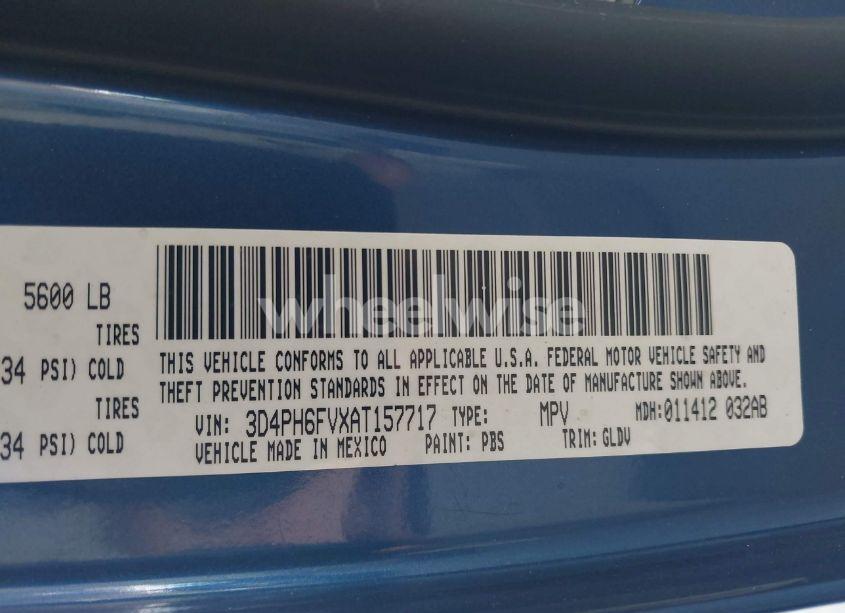 5600 LB
TIRES
34 PSI) COLD
TIRES
34 PSI) COLD
wheelwise
THIS VEHICLE CONFORMS TO ALL APPLICABLE U.S.A. FEDERAL MOTOR VEHICLE SAFETY AND
THEFT PREVENTION STANDARDS IN EFFECT ON THE DATE OF MANUFACTURE SHOWN ABOVE.
VIN: 3D4PH6FVXAT157717 TYPE: MPV MDH:011412 032AB
VEHICLE MADE IN MEXICO PAINT: PBS TRIM: GLDV